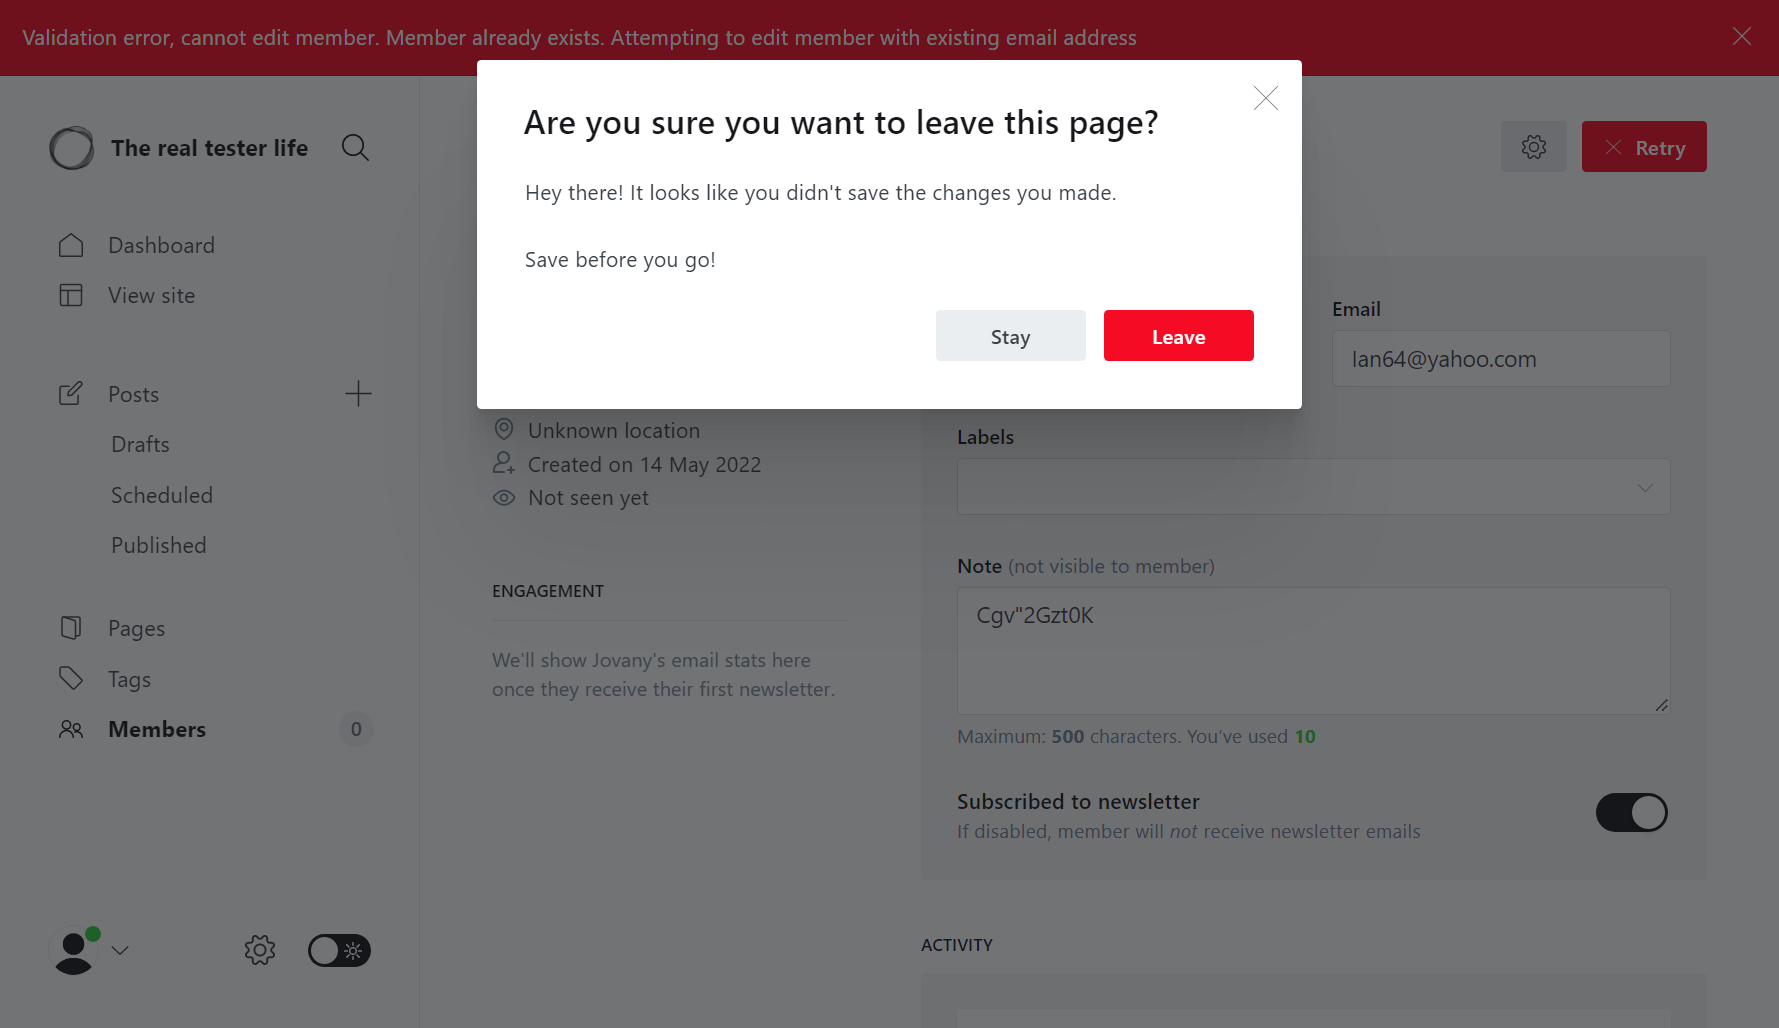 Validation error, cannot edit member. Member already exists. Attempting to edit member with existing email address
Are you sure you want to leave this page?
Hey there! It looks like you didn't save the changes you made.
Save before you go!
Stay
Leave
The real tester life
Retry
Dashboard
View site
Posts
Drafts
Scheduled
Published
Pages
Tags
Members
0
Unknown location
Created on 14 May 2022
Not seen yet
ENGAGEMENT
We'll show Jovany's email stats here
once they receive their first newsletter.
Email
Ian64@yahoo.com
Labels
Note (not visible to member)
Cgv"2Gzt0K
Maximum: 500 characters. You've used 10
Subscribed to newsletter
If disabled, member will not receive newsletter emails
ACTIVITY